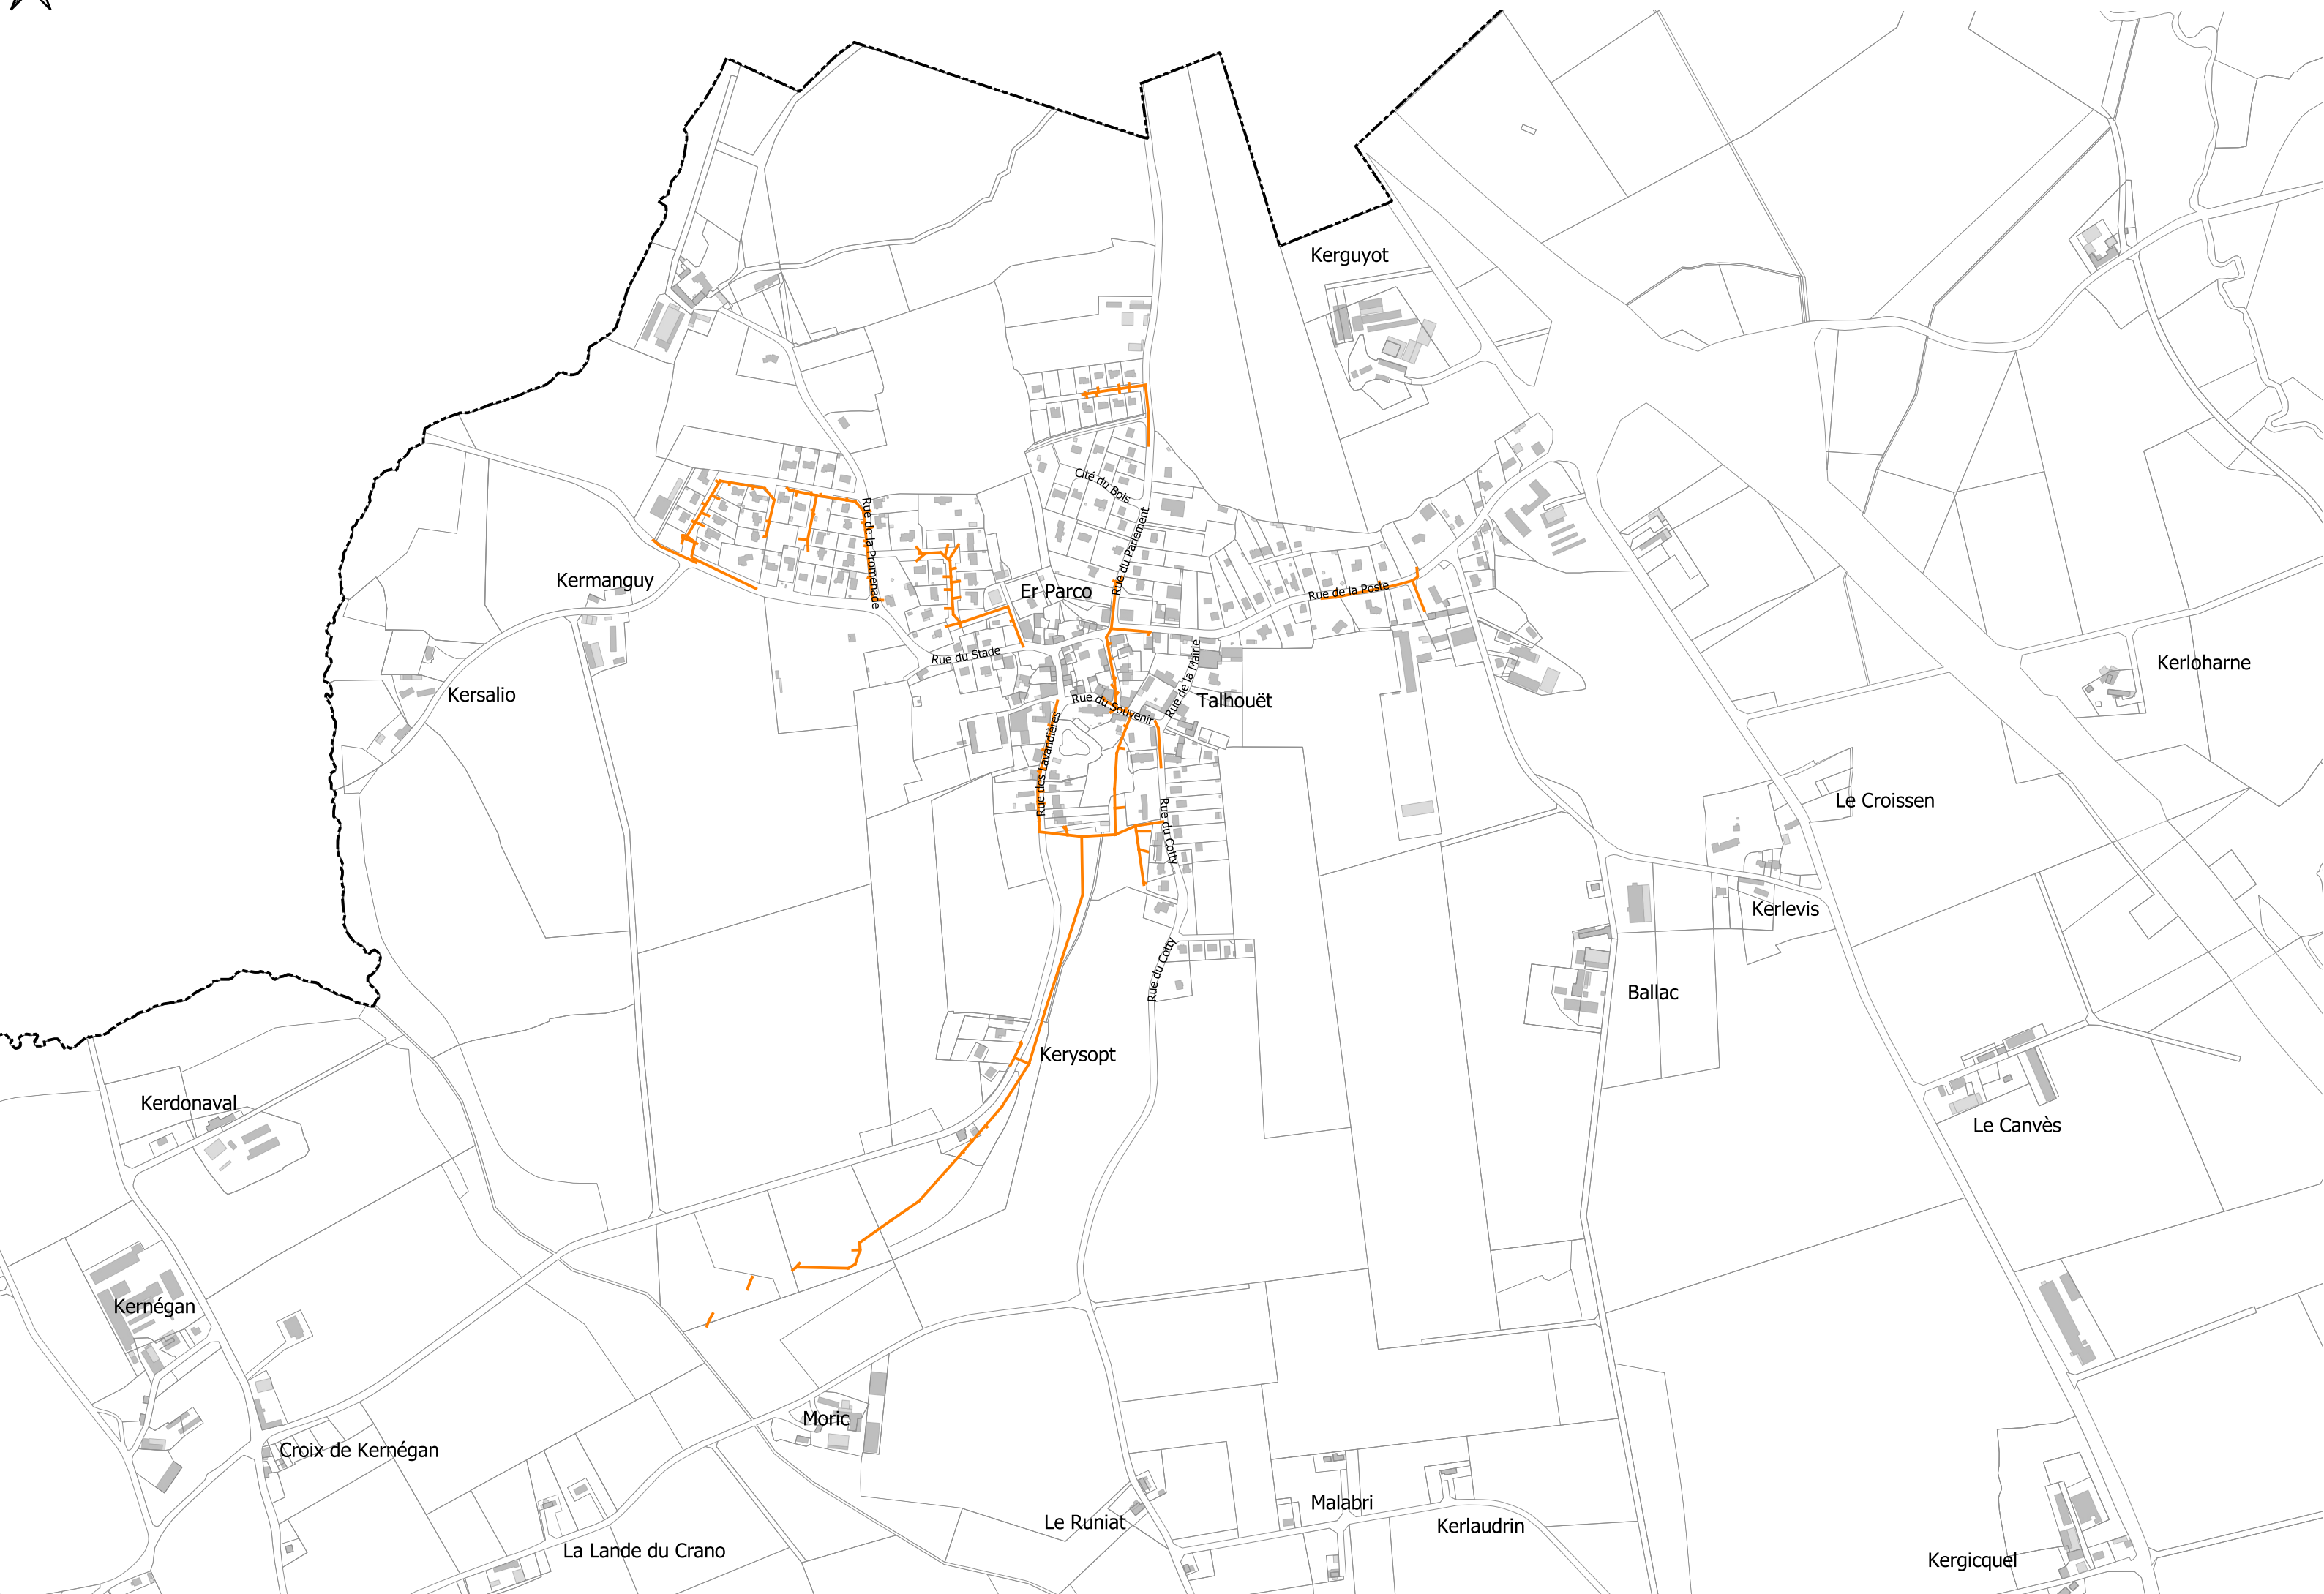 Kerguyot
Cité du Bois
Rue de la Promenade
Rue du Parlement
Kermanguy
Er Parco
Rue de la Poste
Rue du Stade
Rue de la Mairie
Kerloharne
Kersalio
Rue du Souvenir
Talhouët
Rue des Lavandières
Le Croissen
Rue du Cotty
Kerlevis
Rue du Cotty
Ballac
Kerysopt
Kerdonaval
Le Canvès
Kernégan
Moric
Croix de Kernégan
Malabri
Le Runiat
Kerlaudrin
La Lande du Crano
Kergicquel